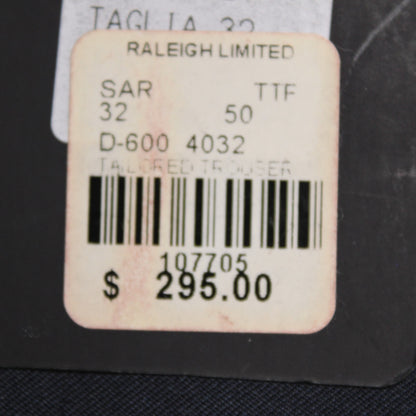 TAGLIA 32
RALEIGH LIMITED
SAR TTF
32 50
D-600 4032
TAILORED TROUSER
107705
$ 295.00